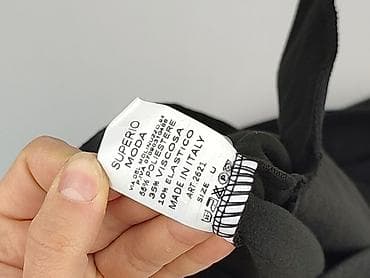 SUPERIO
MODA
55% POLIESTERE
35% VISCOSA
10% ELASTICO
MADE IN ITALY
ART.2621
SIZE U